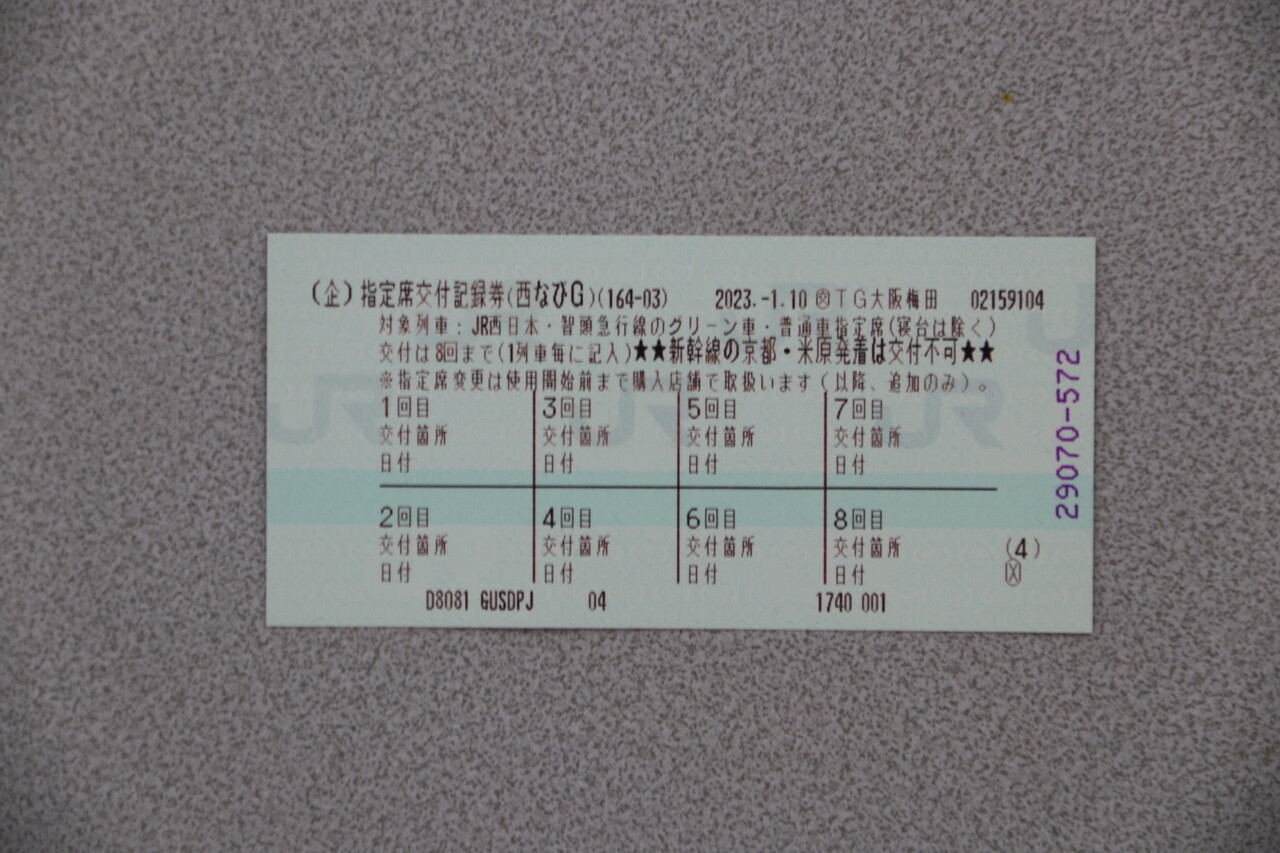 (企)指定席交付記録券(西なびG)(164-03) 2023.-1.10 ㊇TG大阪梅田 02159104
対象列車:JR西日本・智頭急行線のグリーン車・普通車指定席(寝台は除く)
交付は8回まで(1列車毎に記入)★★新幹線の京都・米原発着は交付不可★★
※指定席変更は使用開始前まで購入店舗で取扱います(以降、追加のみ)。
1回目 3回目 5回目 7回目
交付箇所 交付箇所 交付箇所 交付箇所
日付 日付 日付 日付
2回目 4回目 6回目 8回目
交付箇所 交付箇所 交付箇所 交付箇所
日付 日付 日付 日付
(4)
D8081 GUSDPJ 04 1740 001
29070-572